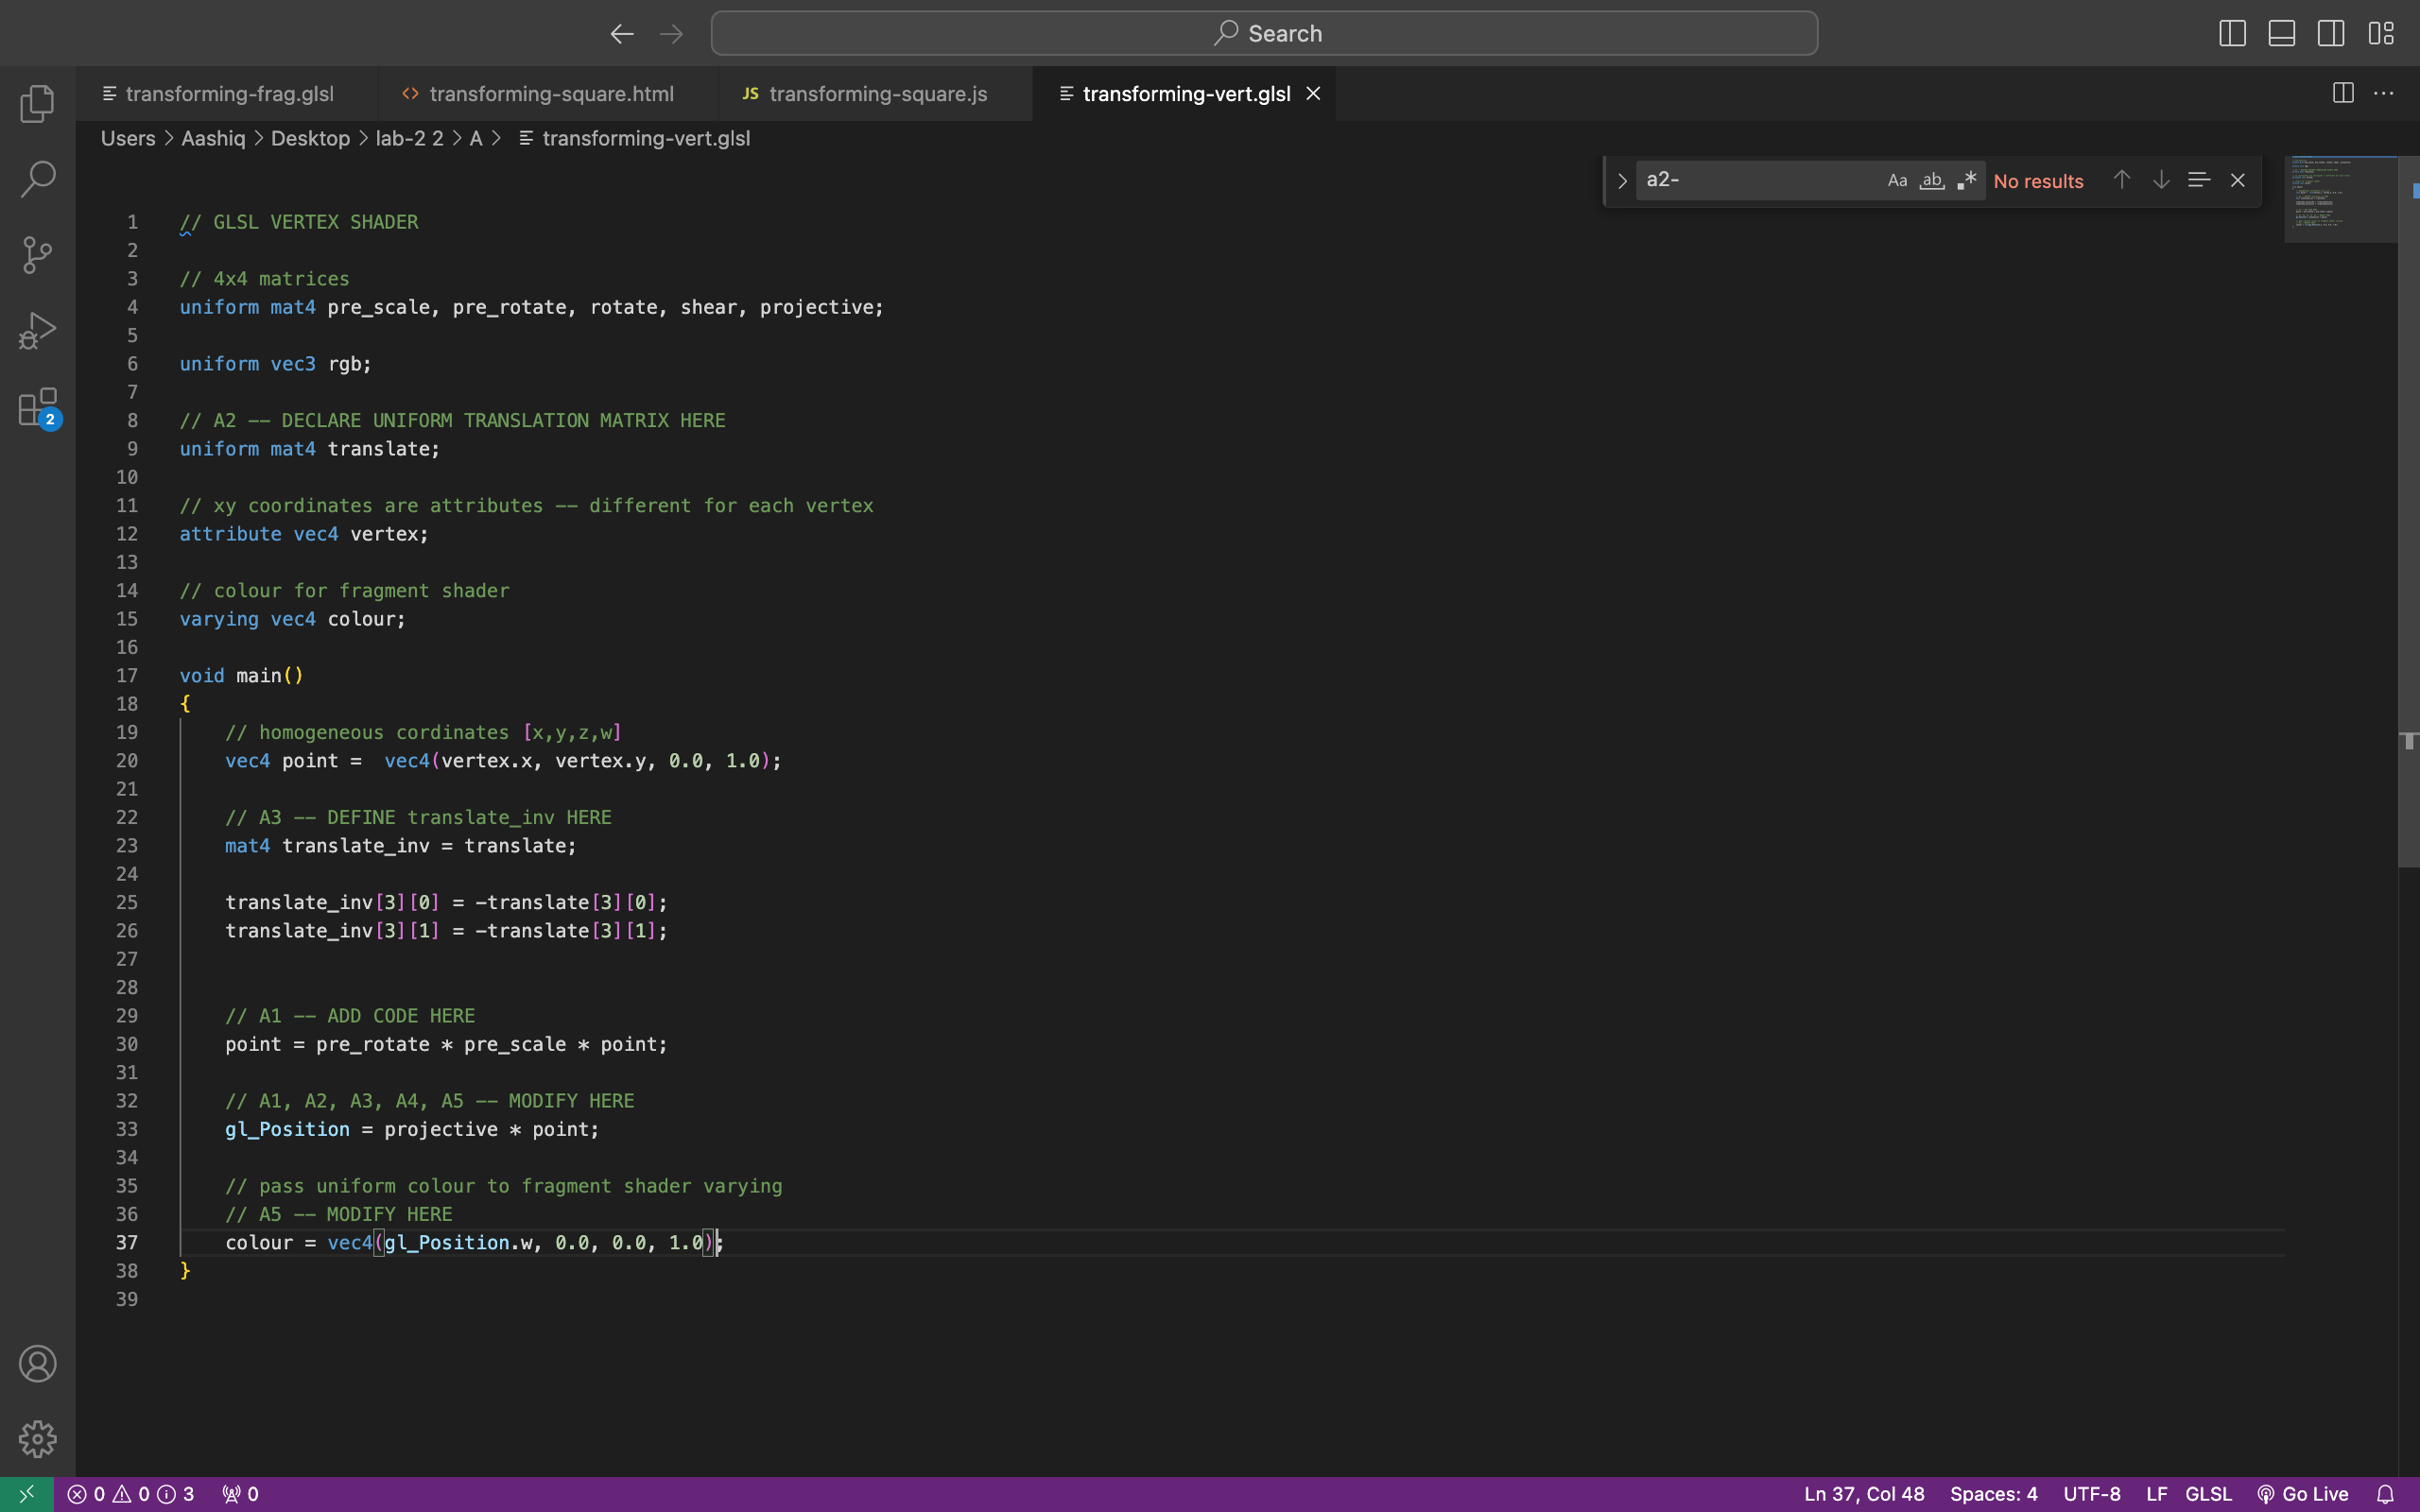 Search
transforming-frag.glsl
transforming-square.html
JS transforming-square.js
transforming-vert.glsl
Users > Aashiq > Desktop > lab-2 2 > A > transforming-vert.glsl
a2-
Aa ab .* No results
1 // GLSL VERTEX SHADER
2
3 // 4x4 matrices
4 uniform mat4 pre_scale, pre_rotate, rotate, shear, projective;
5
6 uniform vec3 rgb;
7
8 // A2 -- DECLARE UNIFORM TRANSLATION MATRIX HERE
9 uniform mat4 translate;
10
11 // xy coordinates are attributes -- different for each vertex
12 attribute vec4 vertex;
13
14 // colour for fragment shader
15 varying vec4 colour;
16
17 void main()
18 {
19 // homogeneous cordinates [x,y,z,w]
20 vec4 point =  vec4(vertex.x, vertex.y, 0.0, 1.0);
21
22 // A3 -- DEFINE translate_inv HERE
23 mat4 translate_inv = translate;
24
25 translate_inv[3][0] = -translate[3][0];
26 translate_inv[3][1] = -translate[3][1];
27
28
29 // A1 -- ADD CODE HERE
30 point = pre_rotate * pre_scale * point;
31
32 // A1, A2, A3, A4, A5 -- MODIFY HERE
33 gl_Position = projective * point;
34
35 // pass uniform colour to fragment shader varying
36 // A5 -- MODIFY HERE
37 colour = vec4(gl_Position.w, 0.0, 0.0, 1.0);
38 }
39
2
0 0 3 0
Ln 37, Col 48 Spaces: 4 UTF-8 LF GLSL Go Live